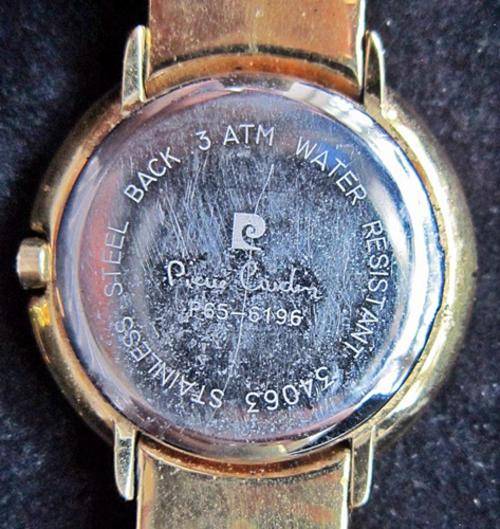 STAINLESS STEEL BACK 3 ATM WATER RESISTANT 34063
P
Pierre Cardin
P65-6196